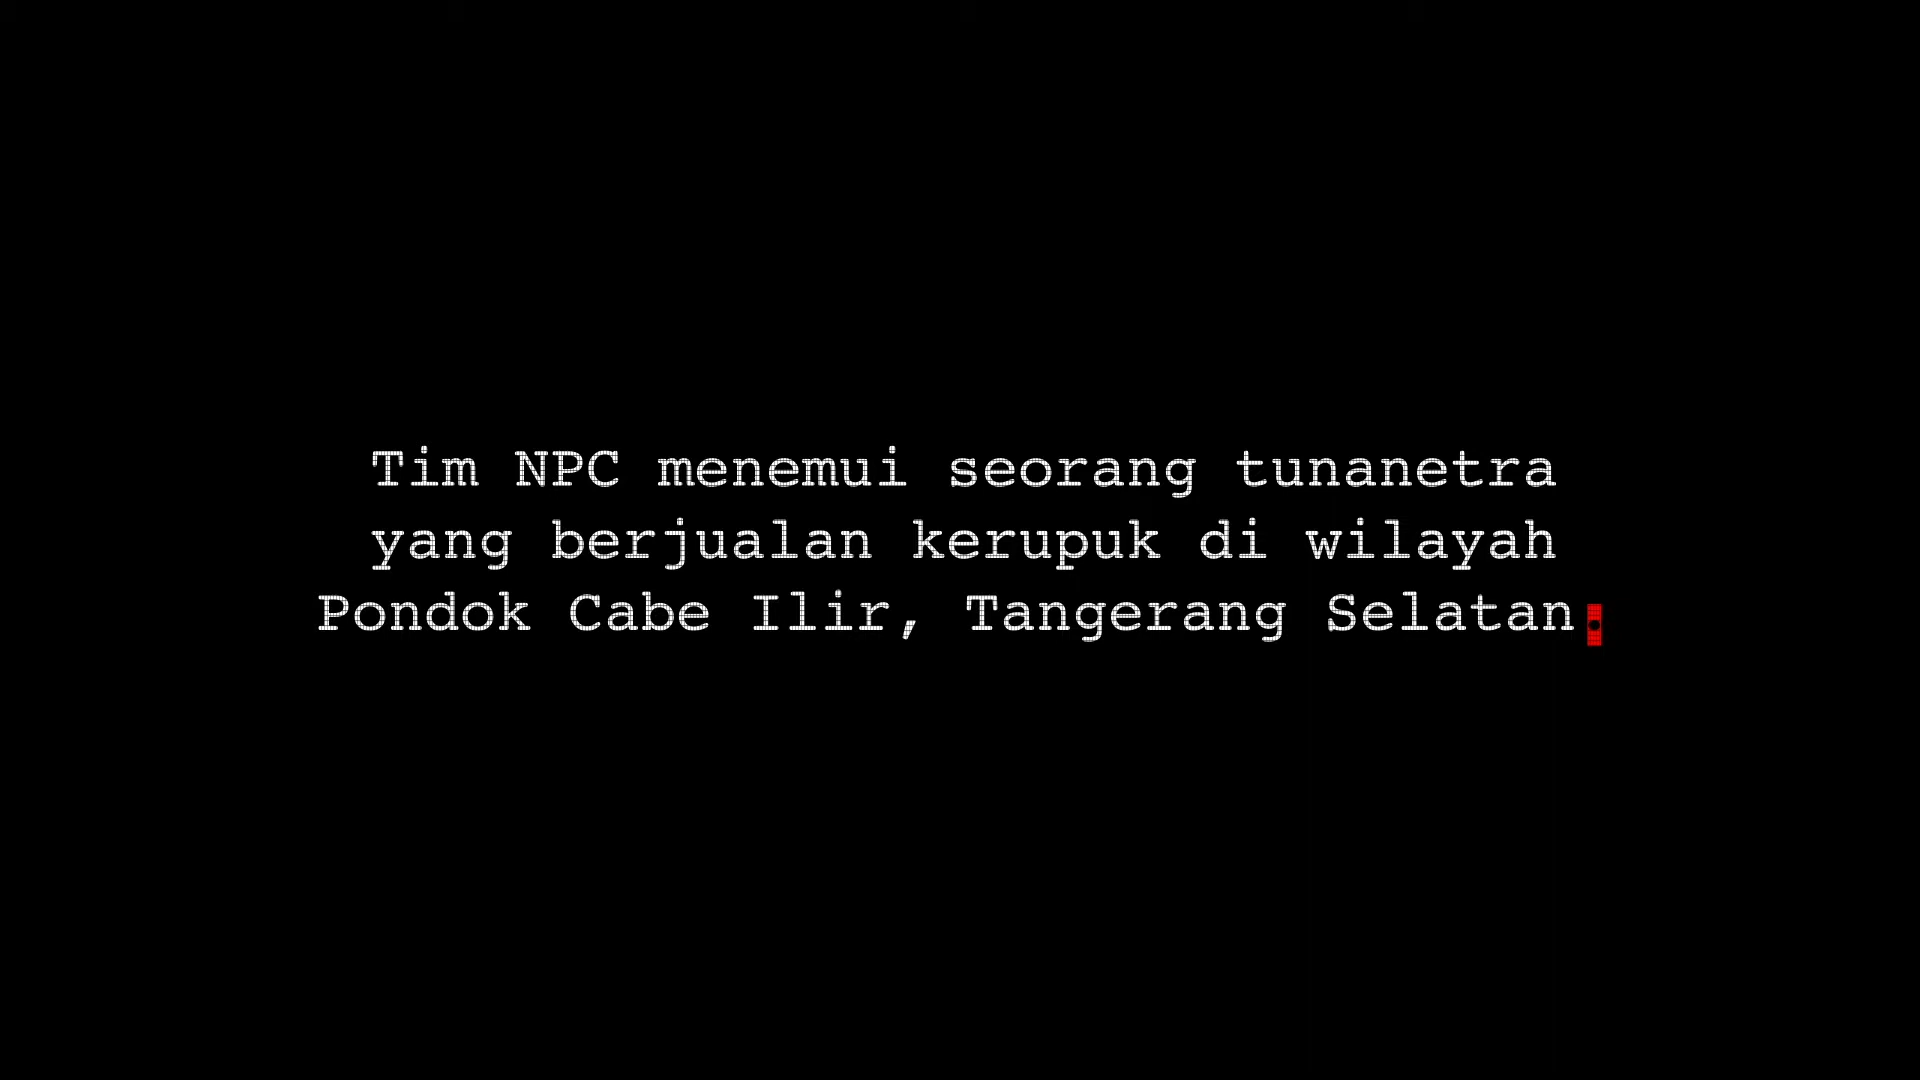 Tim NPC menemui seorang tunanetra
yang berjualan kerupuk di wilayah
Pondok Cabe Ilir, Tangerang Selatan.